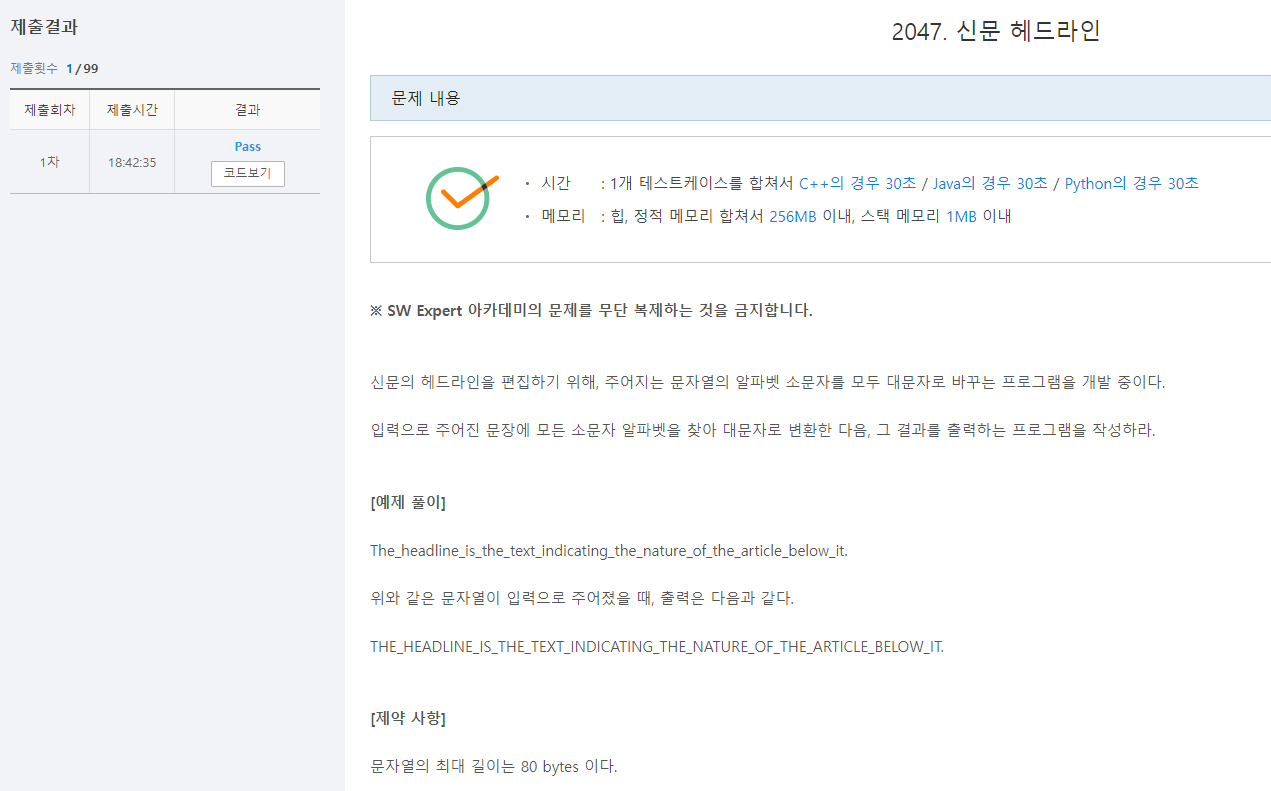 제출결과
제출횟수 1 / 99
제출회차 제출시간 결과
1차 18:42:35 Pass
코드보기
2047. 신문 헤드라인
문제 내용
· 시간 : 1개 테스트케이스를 합쳐서 C++의 경우 30초 / Java의 경우 30초 / Python의 경우 30초
· 메모리 : 힙, 정적 메모리 합쳐서 256MB 이내, 스택 메모리 1MB 이내
※ SW Expert 아카데미의 문제를 무단 복제하는 것을 금지합니다.
신문의 헤드라인을 편집하기 위해, 주어지는 문자열의 알파벳 소문자를 모두 대문자로 바꾸는 프로그램을 개발 중이다.
입력으로 주어진 문장에 모든 소문자 알파벳을 찾아 대문자로 변환한 다음, 그 결과를 출력하는 프로그램을 작성하라.
[예제 풀이]
The_headline_is_the_text_indicating_the_nature_of_the_article_below_it.
위와 같은 문자열이 입력으로 주어졌을 때, 출력은 다음과 같다.
THE_HEADLINE_IS_THE_TEXT_INDICATING_THE_NATURE_OF_THE_ARTICLE_BELOW_IT.
[제약 사항]
문자열의 최대 길이는 80 bytes 이다.